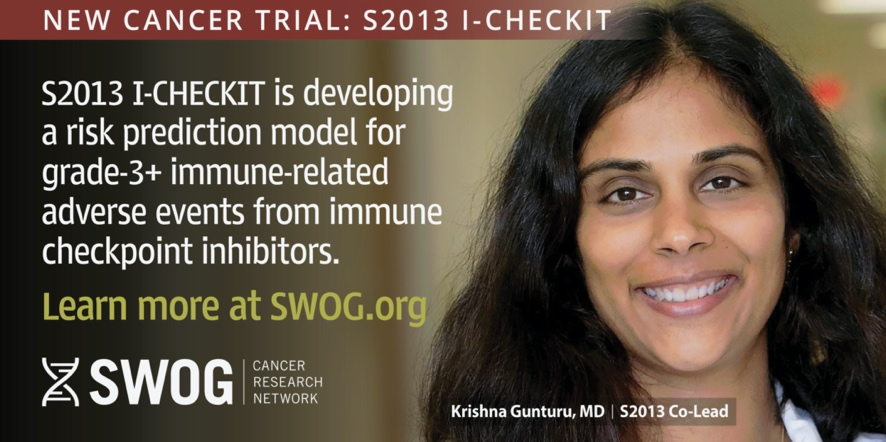 NEW CANCER TRIAL: S2013 I-CHECKIT
S2013 I-CHECKIT is developing
a risk prediction model for
grade-3+ immune-related
adverse events from immune
checkpoint inhibitors.
Learn more at SWOG.org
SWOG
CANCER
RESEARCH
NETWORK
Krishna Gunturu, MD | S2013 Co-Lead